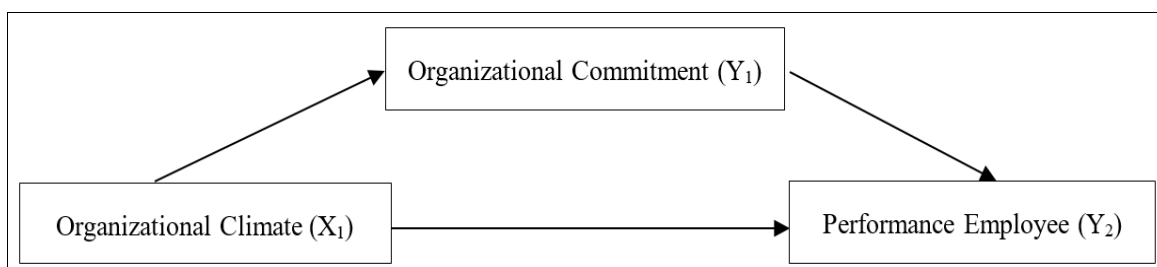 Organizational Commitment (Y₁)
Organizational Climate (X₁)
Performance Employee (Y₂)